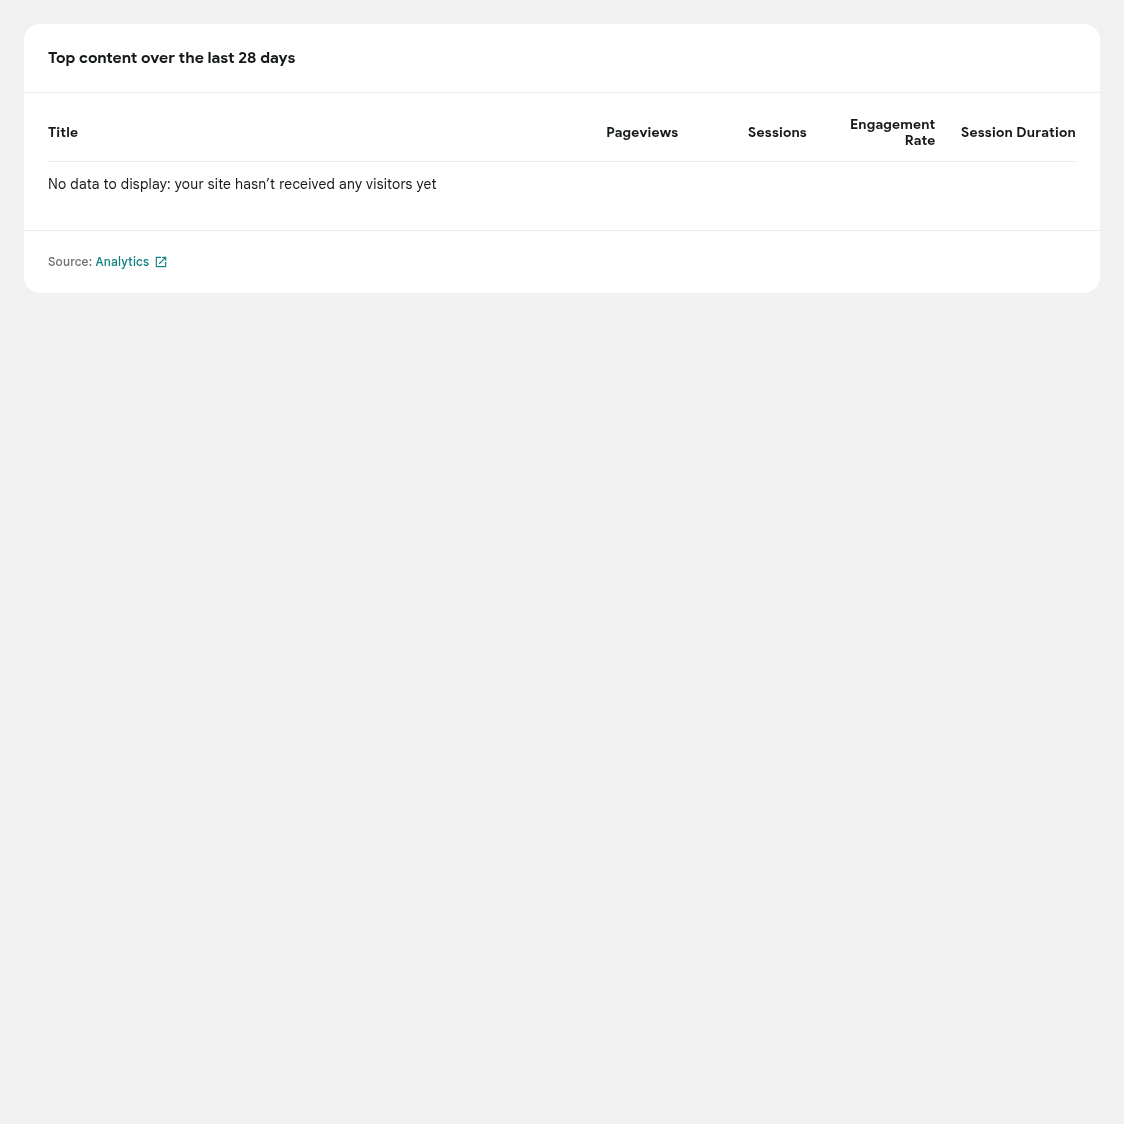 Top content over the last 28 days
Title
Pageviews
Sessions
Engagement
Rate
Session Duration
No data to display: your site hasn’t received any visitors yet
Source: Analytics